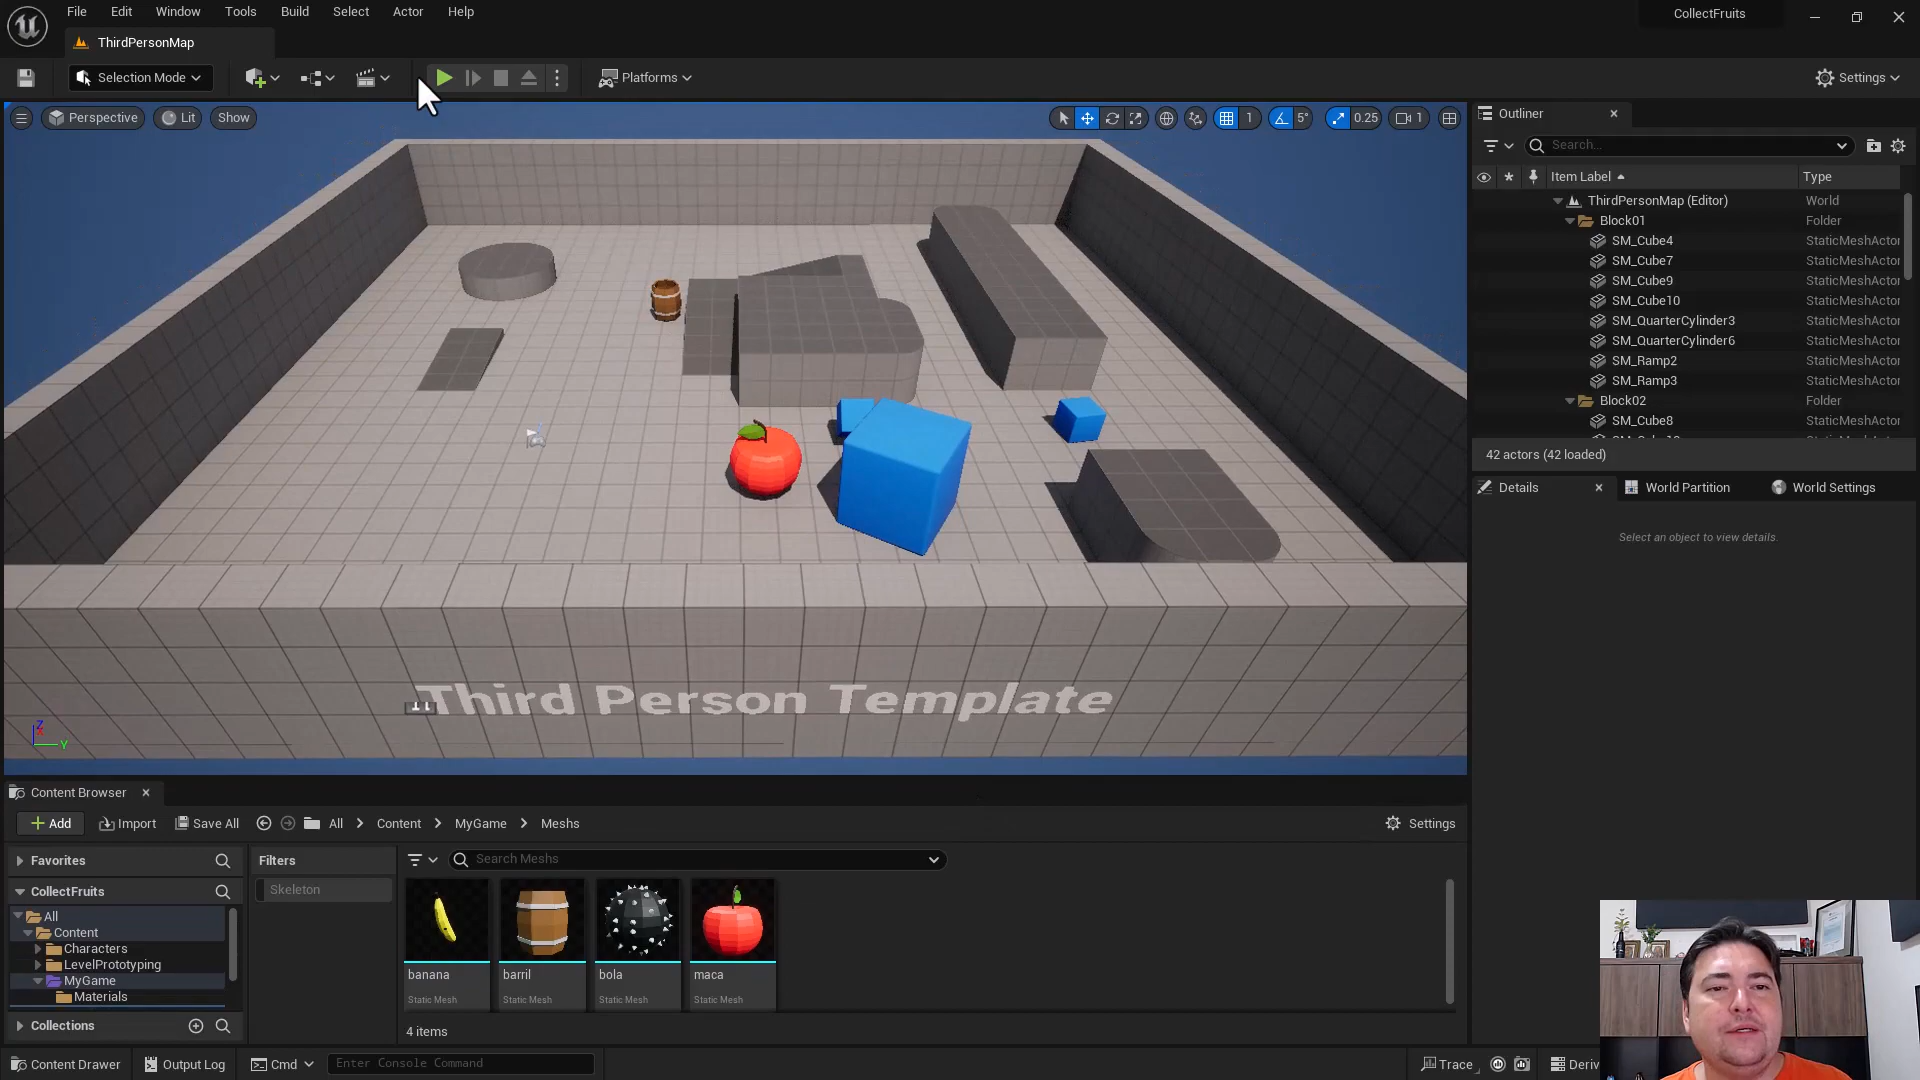 File Edit Window Tools Build Select Actor Help
CollectFruits
ThirdPersonMap
Selection Mode
Platforms
Settings
Perspective Lit Show
1 5° 0.25 1
Outliner
Search...
Item Label Type
ThirdPersonMap (Editor) World
Block01 Folder
SM_Cube4 StaticMeshActor
SM_Cube7 StaticMeshActor
SM_Cube9 StaticMeshActor
SM_Cube10 StaticMeshActor
SM_QuarterCylinder3 StaticMeshActor
SM_QuarterCylinder6 StaticMeshActor
SM_Ramp2 StaticMeshActor
SM_Ramp3 StaticMeshActor
Block02 Folder
SM_Cube8 StaticMeshActor
42 actors (42 loaded)
Details World Partition World Settings
Select an object to view details.
Third Person Template
Z
Y
Content Browser
Add Import Save All All Content MyGame Meshs Settings
Favorites
Filters
Search Meshs
CollectFruits
Skeleton
All
Content
Characters
LevelPrototyping
MyGame
Materials
banana barril bola maca
Static Mesh Static Mesh Static Mesh Static Mesh
Collections
4 items
Content Drawer Output Log Cmd Enter Console Command Trace Deriv